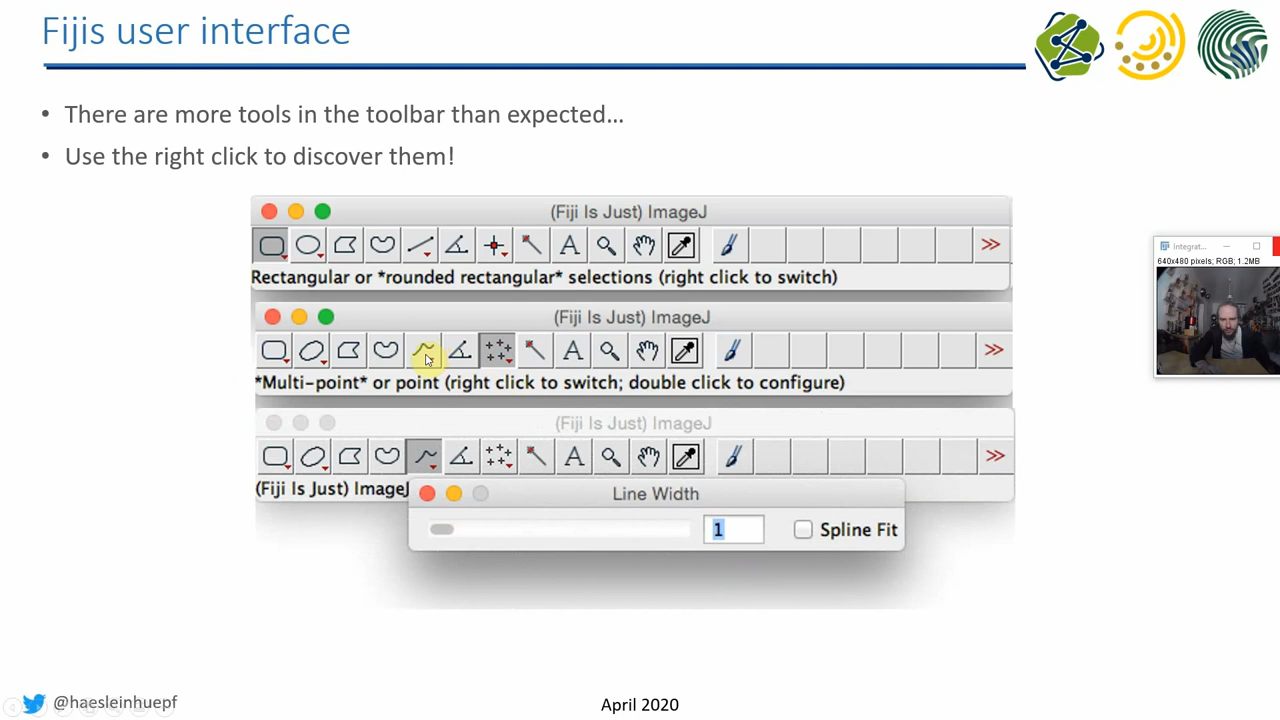 Fijis user interface
• There are more tools in the toolbar than expected…
• Use the right click to discover them!
(Fiji Is Just) ImageJ
A
Rectangular or *rounded rectangular* selections (right click to switch)
(Fiji Is Just) ImageJ
A
*Multi-point* or point (right click to switch; double click to configure)
(Fiji Is Just) ImageJ
A
(Fiji Is Just) ImageJ
Line Width
1 Spline Fit
Integrat...
640x480 pixels; RGB; 1.2MB
@haesleinhuepf
April 2020